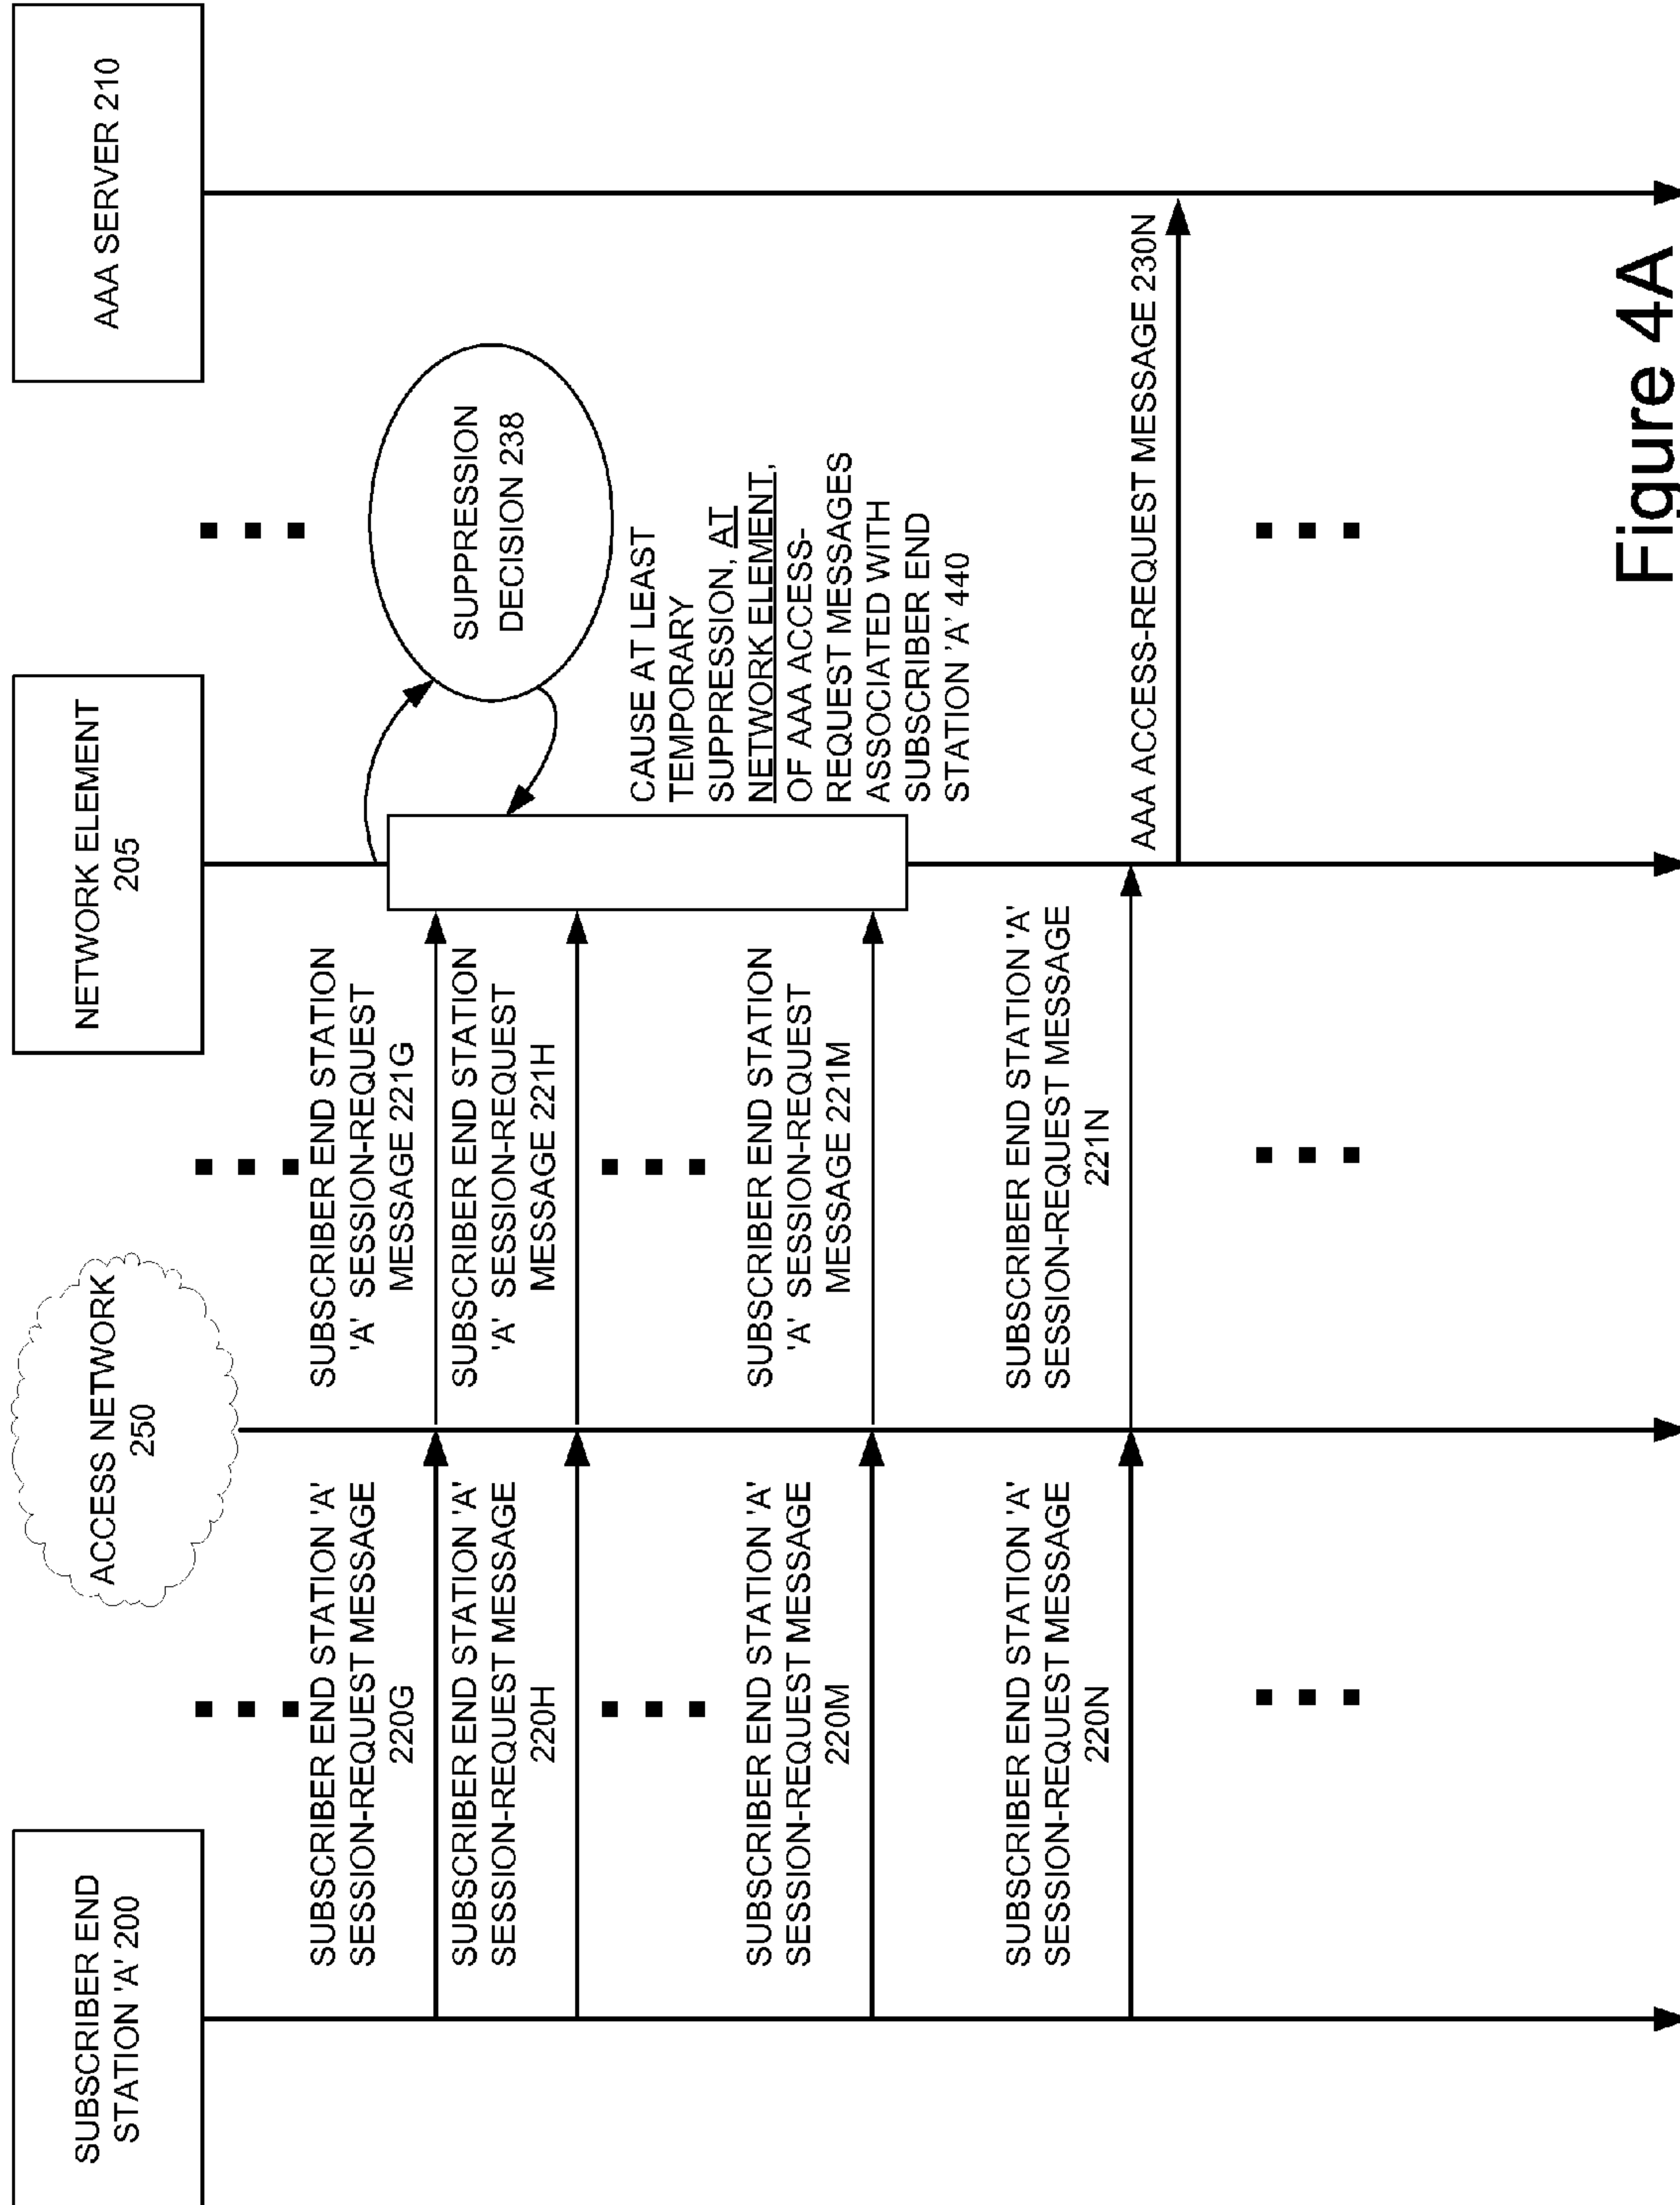 SUBSCRIBER END
STATION 'A' 200
ACCESS NETWORK
250
NETWORK ELEMENT
205
AAA SERVER 210
SUBSCRIBER END STATION 'A'
SESSION-REQUEST MESSAGE
220G
SUBSCRIBER END STATION
'A' SESSION-REQUEST
MESSAGE 221G
SUPPRESSION
DECISION 238
SUBSCRIBER END STATION 'A'
SESSION-REQUEST MESSAGE
220H
SUBSCRIBER END STATION
'A' SESSION-REQUEST
MESSAGE 221H
CAUSE AT LEAST
TEMPORARY
SUPPRESSION, AT
NETWORK ELEMENT,
OF AAA ACCESS-
REQUEST MESSAGES
ASSOCIATED WITH
SUBSCRIBER END
STATION 'A' 440
SUBSCRIBER END STATION 'A'
SESSION-REQUEST MESSAGE
220M
SUBSCRIBER END STATION
'A' SESSION-REQUEST
MESSAGE 221M
SUBSCRIBER END STATION 'A'
SESSION-REQUEST MESSAGE
220N
SUBSCRIBER END STATION 'A'
SESSION-REQUEST MESSAGE
221N
AAA ACCESS-REQUEST MESSAGE 230N
Figure 4A